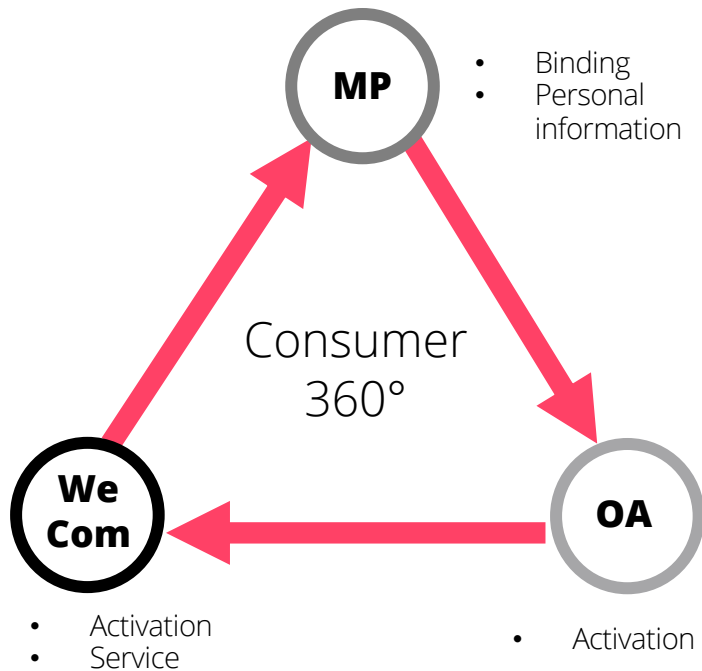 MP
• Binding
• Personal
information
Consumer
360°
We
Com
OA
• Activation
• Service
• Activation